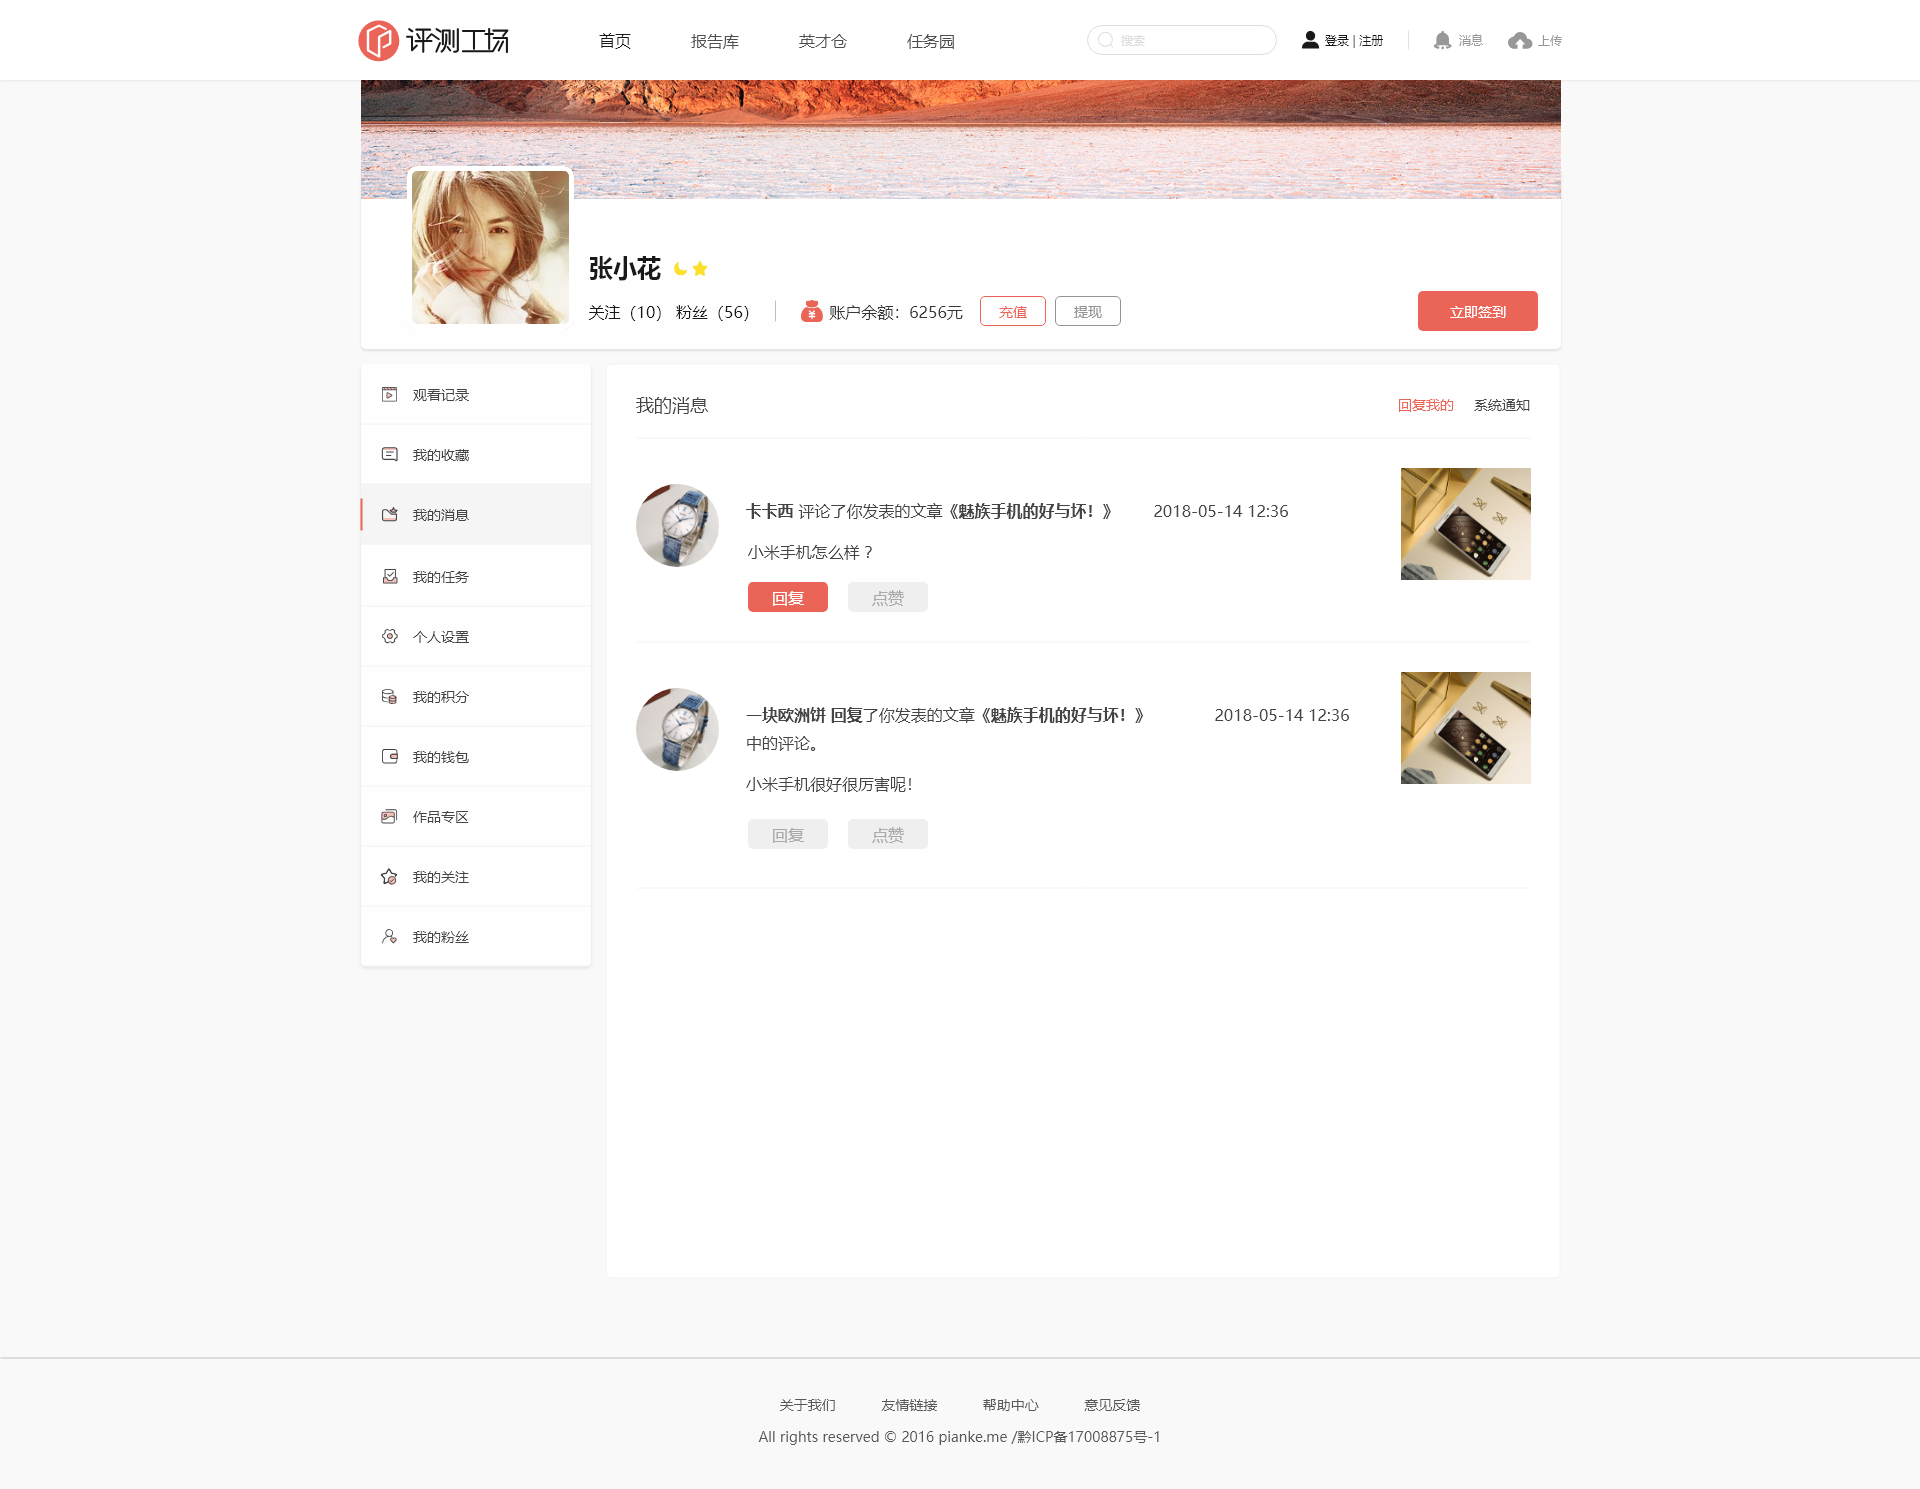 评测工场
首页 报告库 英才仓 任务园 搜索 登录 | 注册 消息 上传
张小花
关注（10） 粉丝（56） 账户余额：6256元 充值 提现 立即签到
观看记录
我的收藏
我的消息
我的任务
个人设置
我的积分
我的钱包
作品专区
我的关注
我的粉丝
我的消息 回复我的 系统通知
卡卡西 评论了你发表的文章《魅族手机的好与坏！》 2018-05-14 12:36
小米手机怎么样？
回复 点赞
一块欧洲饼 回复了你发表的文章《魅族手机的好与坏！》 2018-05-14 12:36
中的评论。
小米手机很好很厉害呢！
回复 点赞
关于我们 友情链接 帮助中心 意见反馈
All rights reserved © 2016 pianke.me /黔ICP备17008875号-1